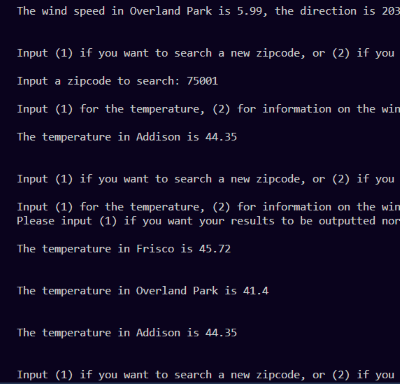 The wind speed in Overland Park is 5.99, the direction is 203
Input (1) if you want to search a new zipcode, or (2) if you
Input a zipcode to search: 75001
Input (1) for the temperature, (2) for information on the win
The temperature in Addison is 44.35
Input (1) if you want to search a new zipcode, or (2) if you
Input (1) for the temperature, (2) for information on the win
Please input (1) if you want your results to be outputted nor
The temperature in Frisco is 45.72
The temperature in Overland Park is 41.4
The temperature in Addison is 44.35
Input (1) if you want to search a new zipcode, or (2) if you